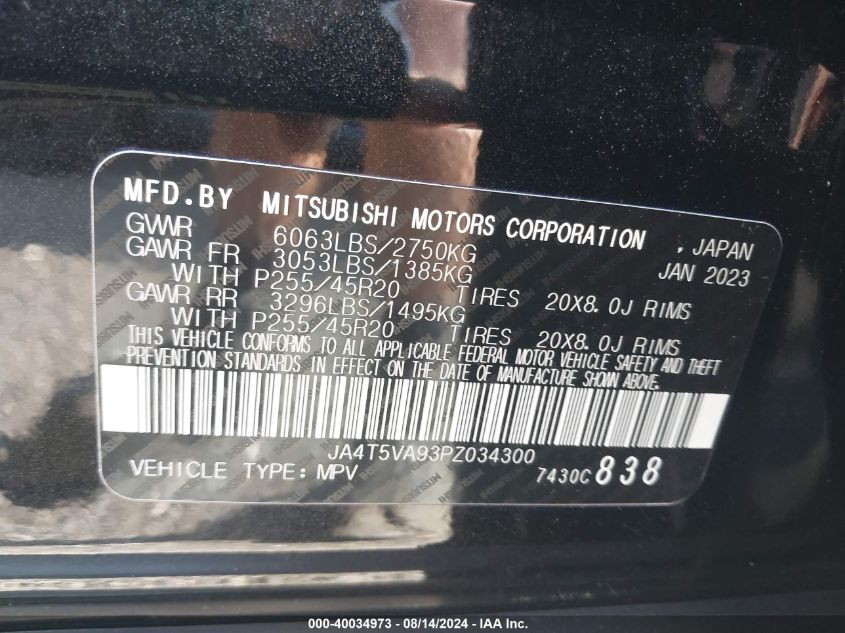 MFD.BY MITSUBISHI MOTORS CORPORATION , JAPAN
GVWR 6063LBS/2750KG JAN 2023
GAWR FR 3053LBS/1385KG
WITH P255/45R20 TIRES 20X8.0J RIMS
GAWR RR 3296LBS/1495KG
WITH P255/45R20 TIRES 20X8.0J RIMS
THIS VEHICLE CONFORMS TO ALL APPLICABLE FEDERAL MOTOR VEHICLE SAFETY AND THEFT
PREVENTION STANDARDS IN EFFECT ON THE DATE OF MANUFACTURE SHOWN ABOVE.
JA4T5VA93PZ034300
VEHICLE TYPE: MPV 7430C 838
000-40034973 - 08/14/2024 - IAAI.COM.